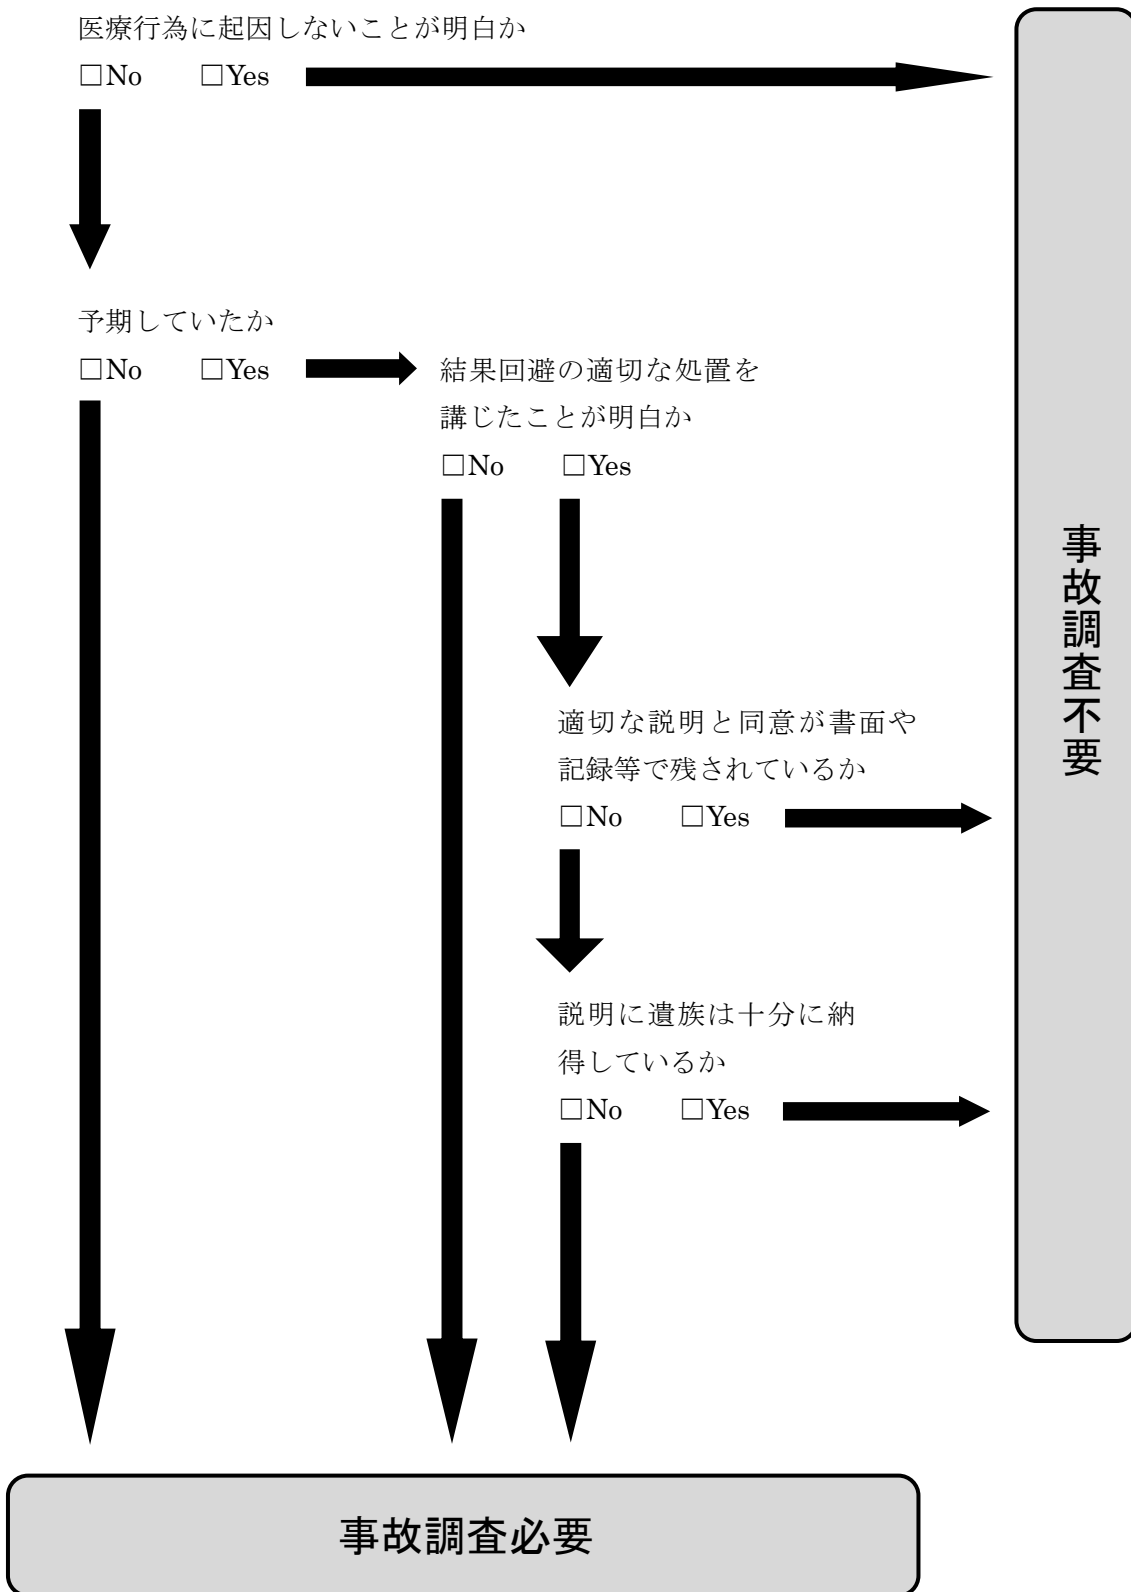 医療行為に起因しないことが明白か
□No □Yes
予期していたか
□No □Yes
結果回避の適切な処置を
講じたことが明白か
□No □Yes
適切な説明と同意が書面や
記録等で残されているか
□No □Yes
説明に遺族は十分に納
得しているか
□No □Yes
事故調査不要
事故調査必要